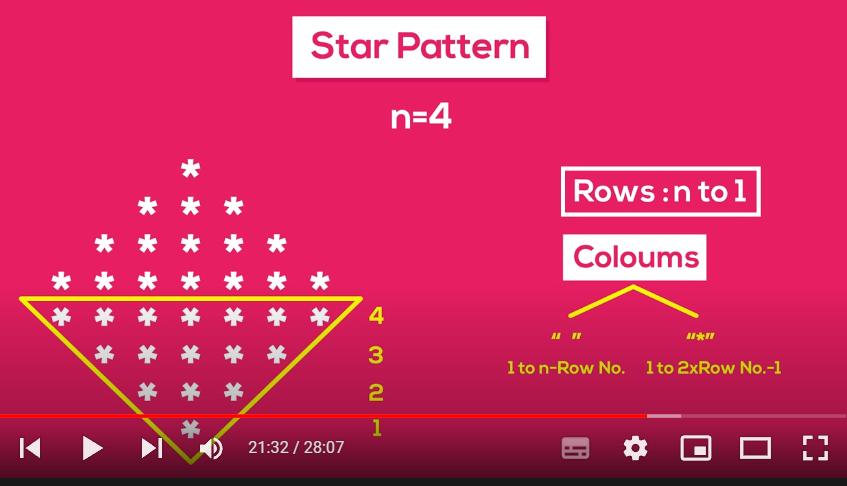 Star Pattern
n=4
*
* * *
* * * * *
* * * * * * *
* * * * * * * 4
* * * * * 3
* * * 2
* 1
Rows : n to 1
Coloums
“ ” “*”
1 to n-Row No. 1 to 2xRow No.-1
21:32 / 28:07